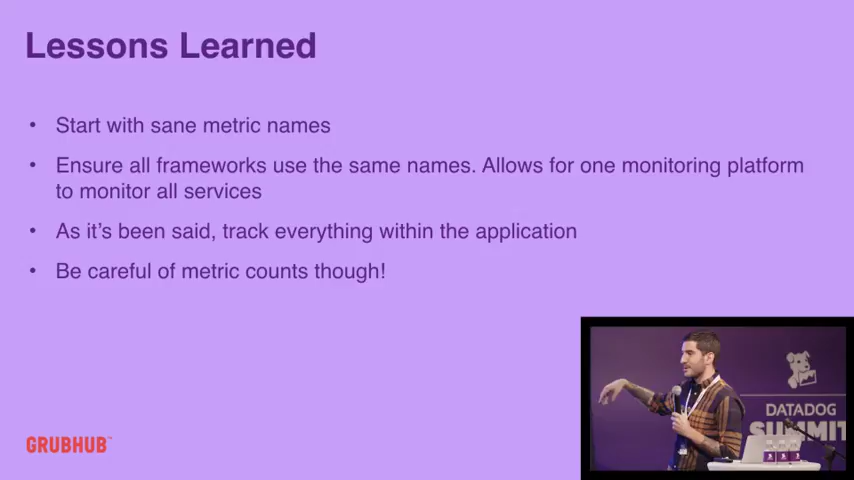 Lessons Learned
• Start with sane metric names
• Ensure all frameworks use the same names. Allows for one monitoring platform
to monitor all services
• As it’s been said, track everything within the application
• Be careful of metric counts though!
GRUBHUB™
DATADOG
SUMMIT